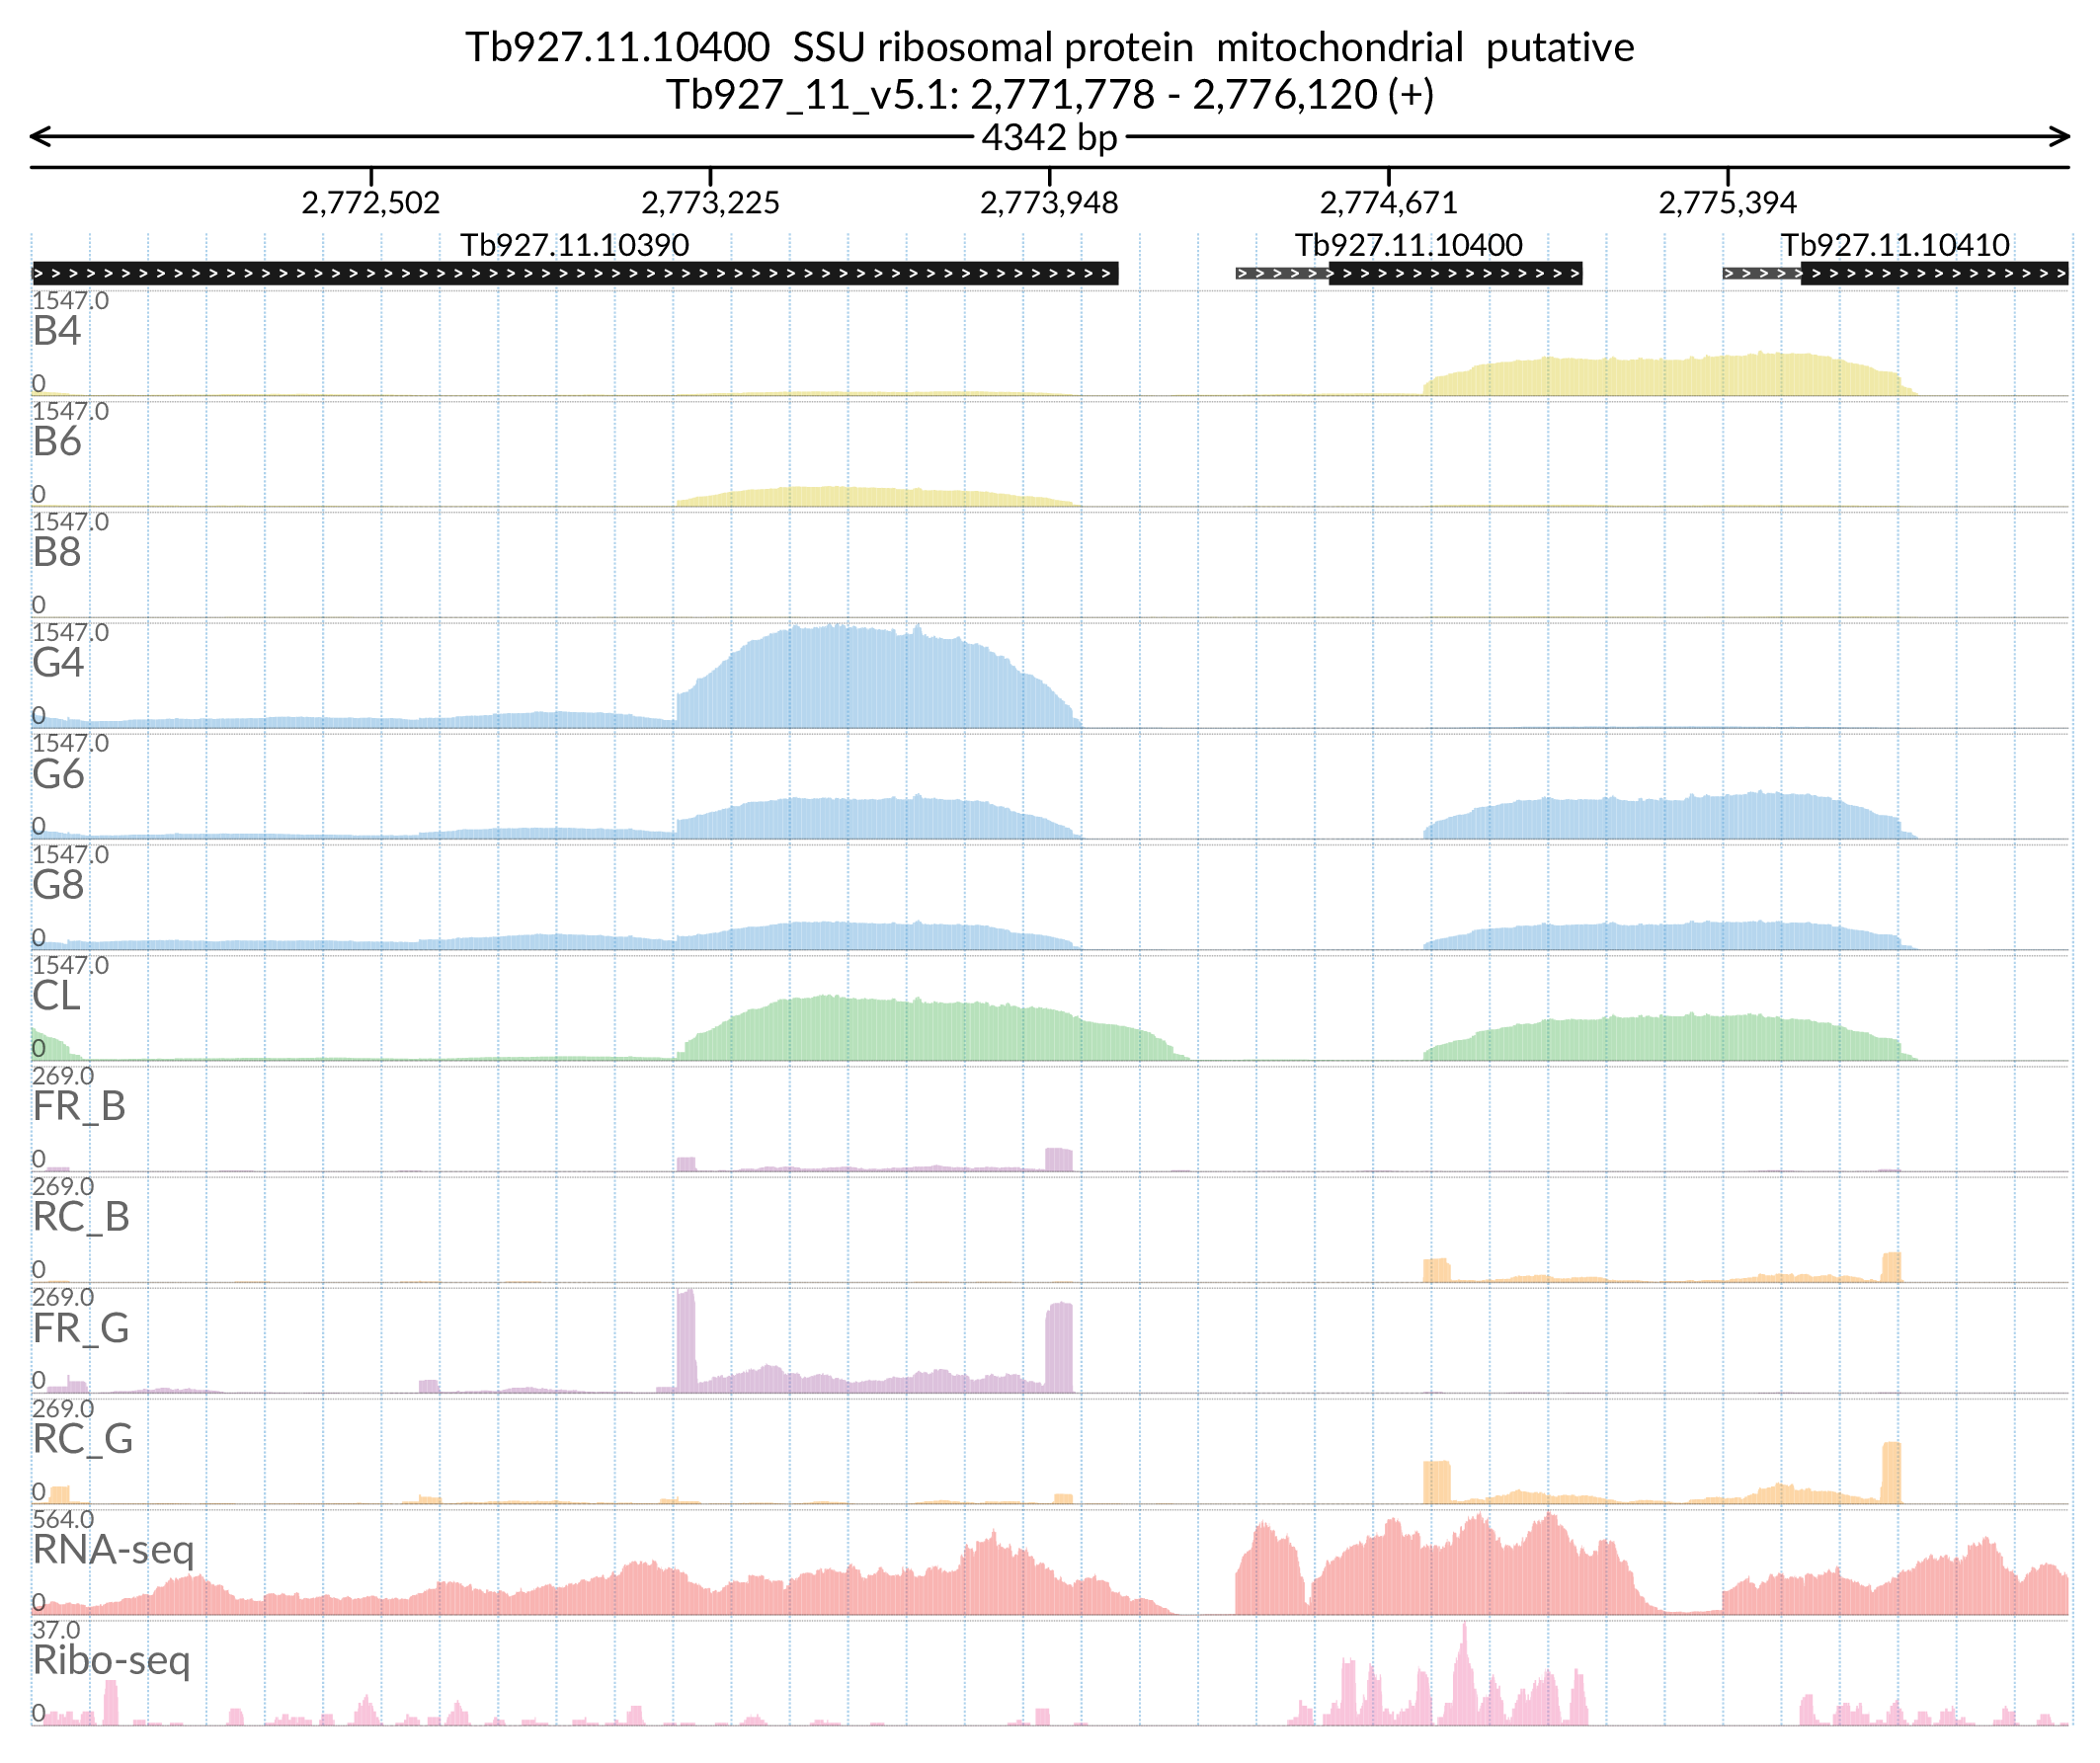 Tb927.11.10400  SSU ribosomal protein  mitochondrial  putative
Tb927_11_v5.1: 2,771,778 - 2,776,120 (+)
4342 bp
2,772,502 2,773,225 2,773,948 2,774,671 2,775,394
Tb927.11.10390 Tb927.11.10400 Tb927.11.10410
1547.0
B4
0
1547.0
B6
0
1547.0
B8
0
1547.0
G4
0
1547.0
G6
0
1547.0
G8
0
1547.0
CL
0
269.0
FR_B
0
269.0
RC_B
0
269.0
FR_G
0
269.0
RC_G
0
564.0
RNA-seq
0
37.0
Ribo-seq
0